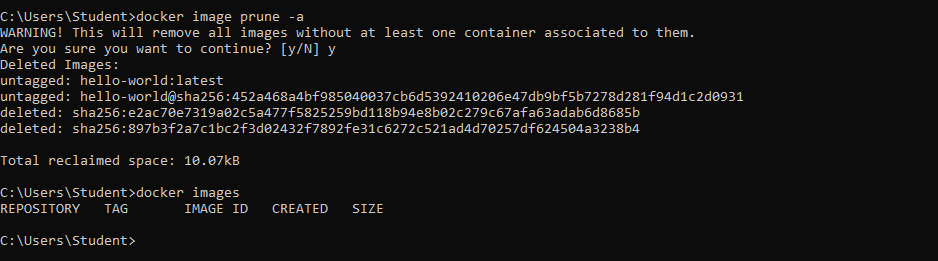 C:\Users\Student>docker image prune -a
WARNING! This will remove all images without at least one container associated to them.
Are you sure you want to continue? [y/N] y
Deleted Images:
untagged: hello-world:latest
untagged: hello-world@sha256:452a468a4bf985040037cb6d5392410206e47db9bf5b7278d281f94d1c2d0931
deleted: sha256:e2ac70e7319a02c5a477f5825259bd118b94e8b02c279c67afa63adab6d8685b
deleted: sha256:897b3f2a7c1bc2f3d02432f7892fe31c6272c521ad4d70257df624504a3238b4
Total reclaimed space: 10.07kB
C:\Users\Student>docker images
REPOSITORY   TAG       IMAGE ID   CREATED   SIZE
C:\Users\Student>